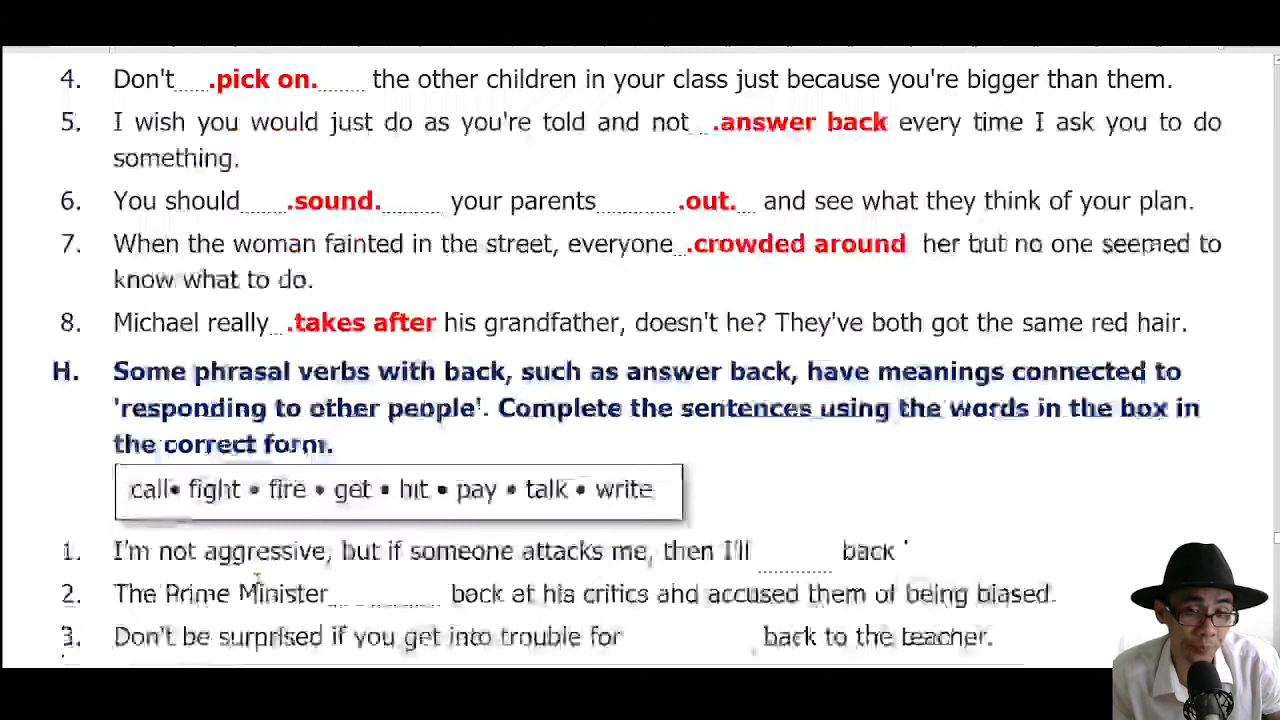 4. Don't .pick on. the other children in your class just because you're bigger than them.
5. I wish you would just do as you're told and not .answer back every time I ask you to do
something.
6. You should .sound. your parents .out. and see what they think of your plan.
7. When the woman fainted in the street, everyone .crowded around her but no one seemed to
know what to do.
8. Michael really .takes after his grandfather, doesn't he? They've both got the same red hair.
H. Some phrasal verbs with back, such as answer back, have meanings connected to
'responding to other people'. Complete the sentences using the words in the box in
the correct form.
call• fight • fire • get • hit • pay • talk • write
1. I'm not aggressive, but if someone attacks me, then I'll back
2. The Prime Minister back at his critics and accused them of being biased.
3. Don't be surprised if you get into trouble for back to the teacher.